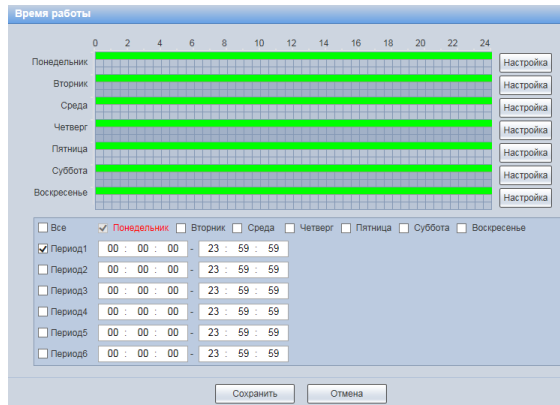 Время работы
0 2 4 6 8 10 12 14 16 18 20 22 24
Понедельник Настройка
Вторник Настройка
Среда Настройка
Четверг Настройка
Пятница Настройка
Суббота Настройка
Воскресенье Настройка
Все Понедельник Вторник Среда Четверг Пятница Суббота Воскресенье
Период1 00 : 00 : 00 - 23 : 59 : 59
Период2 00 : 00 : 00 - 23 : 59 : 59
Период3 00 : 00 : 00 - 23 : 59 : 59
Период4 00 : 00 : 00 - 23 : 59 : 59
Период5 00 : 00 : 00 - 23 : 59 : 59
Период6 00 : 00 : 00 - 23 : 59 : 59
Сохранить Отмена